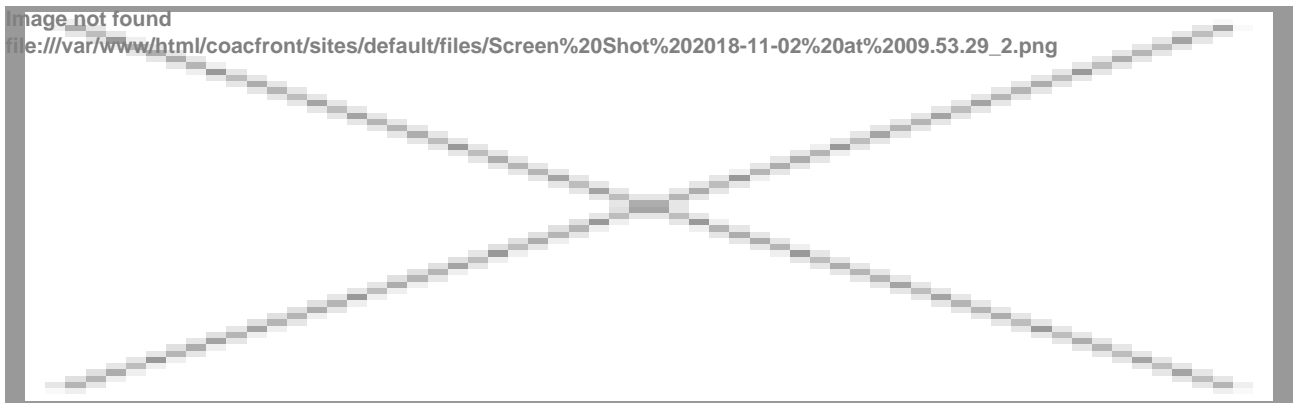 Image not found
file:///var/www/html/coacfront/sites/default/files/Screen%20Shot%202018-11-02%20at%2009.53.29_2.png